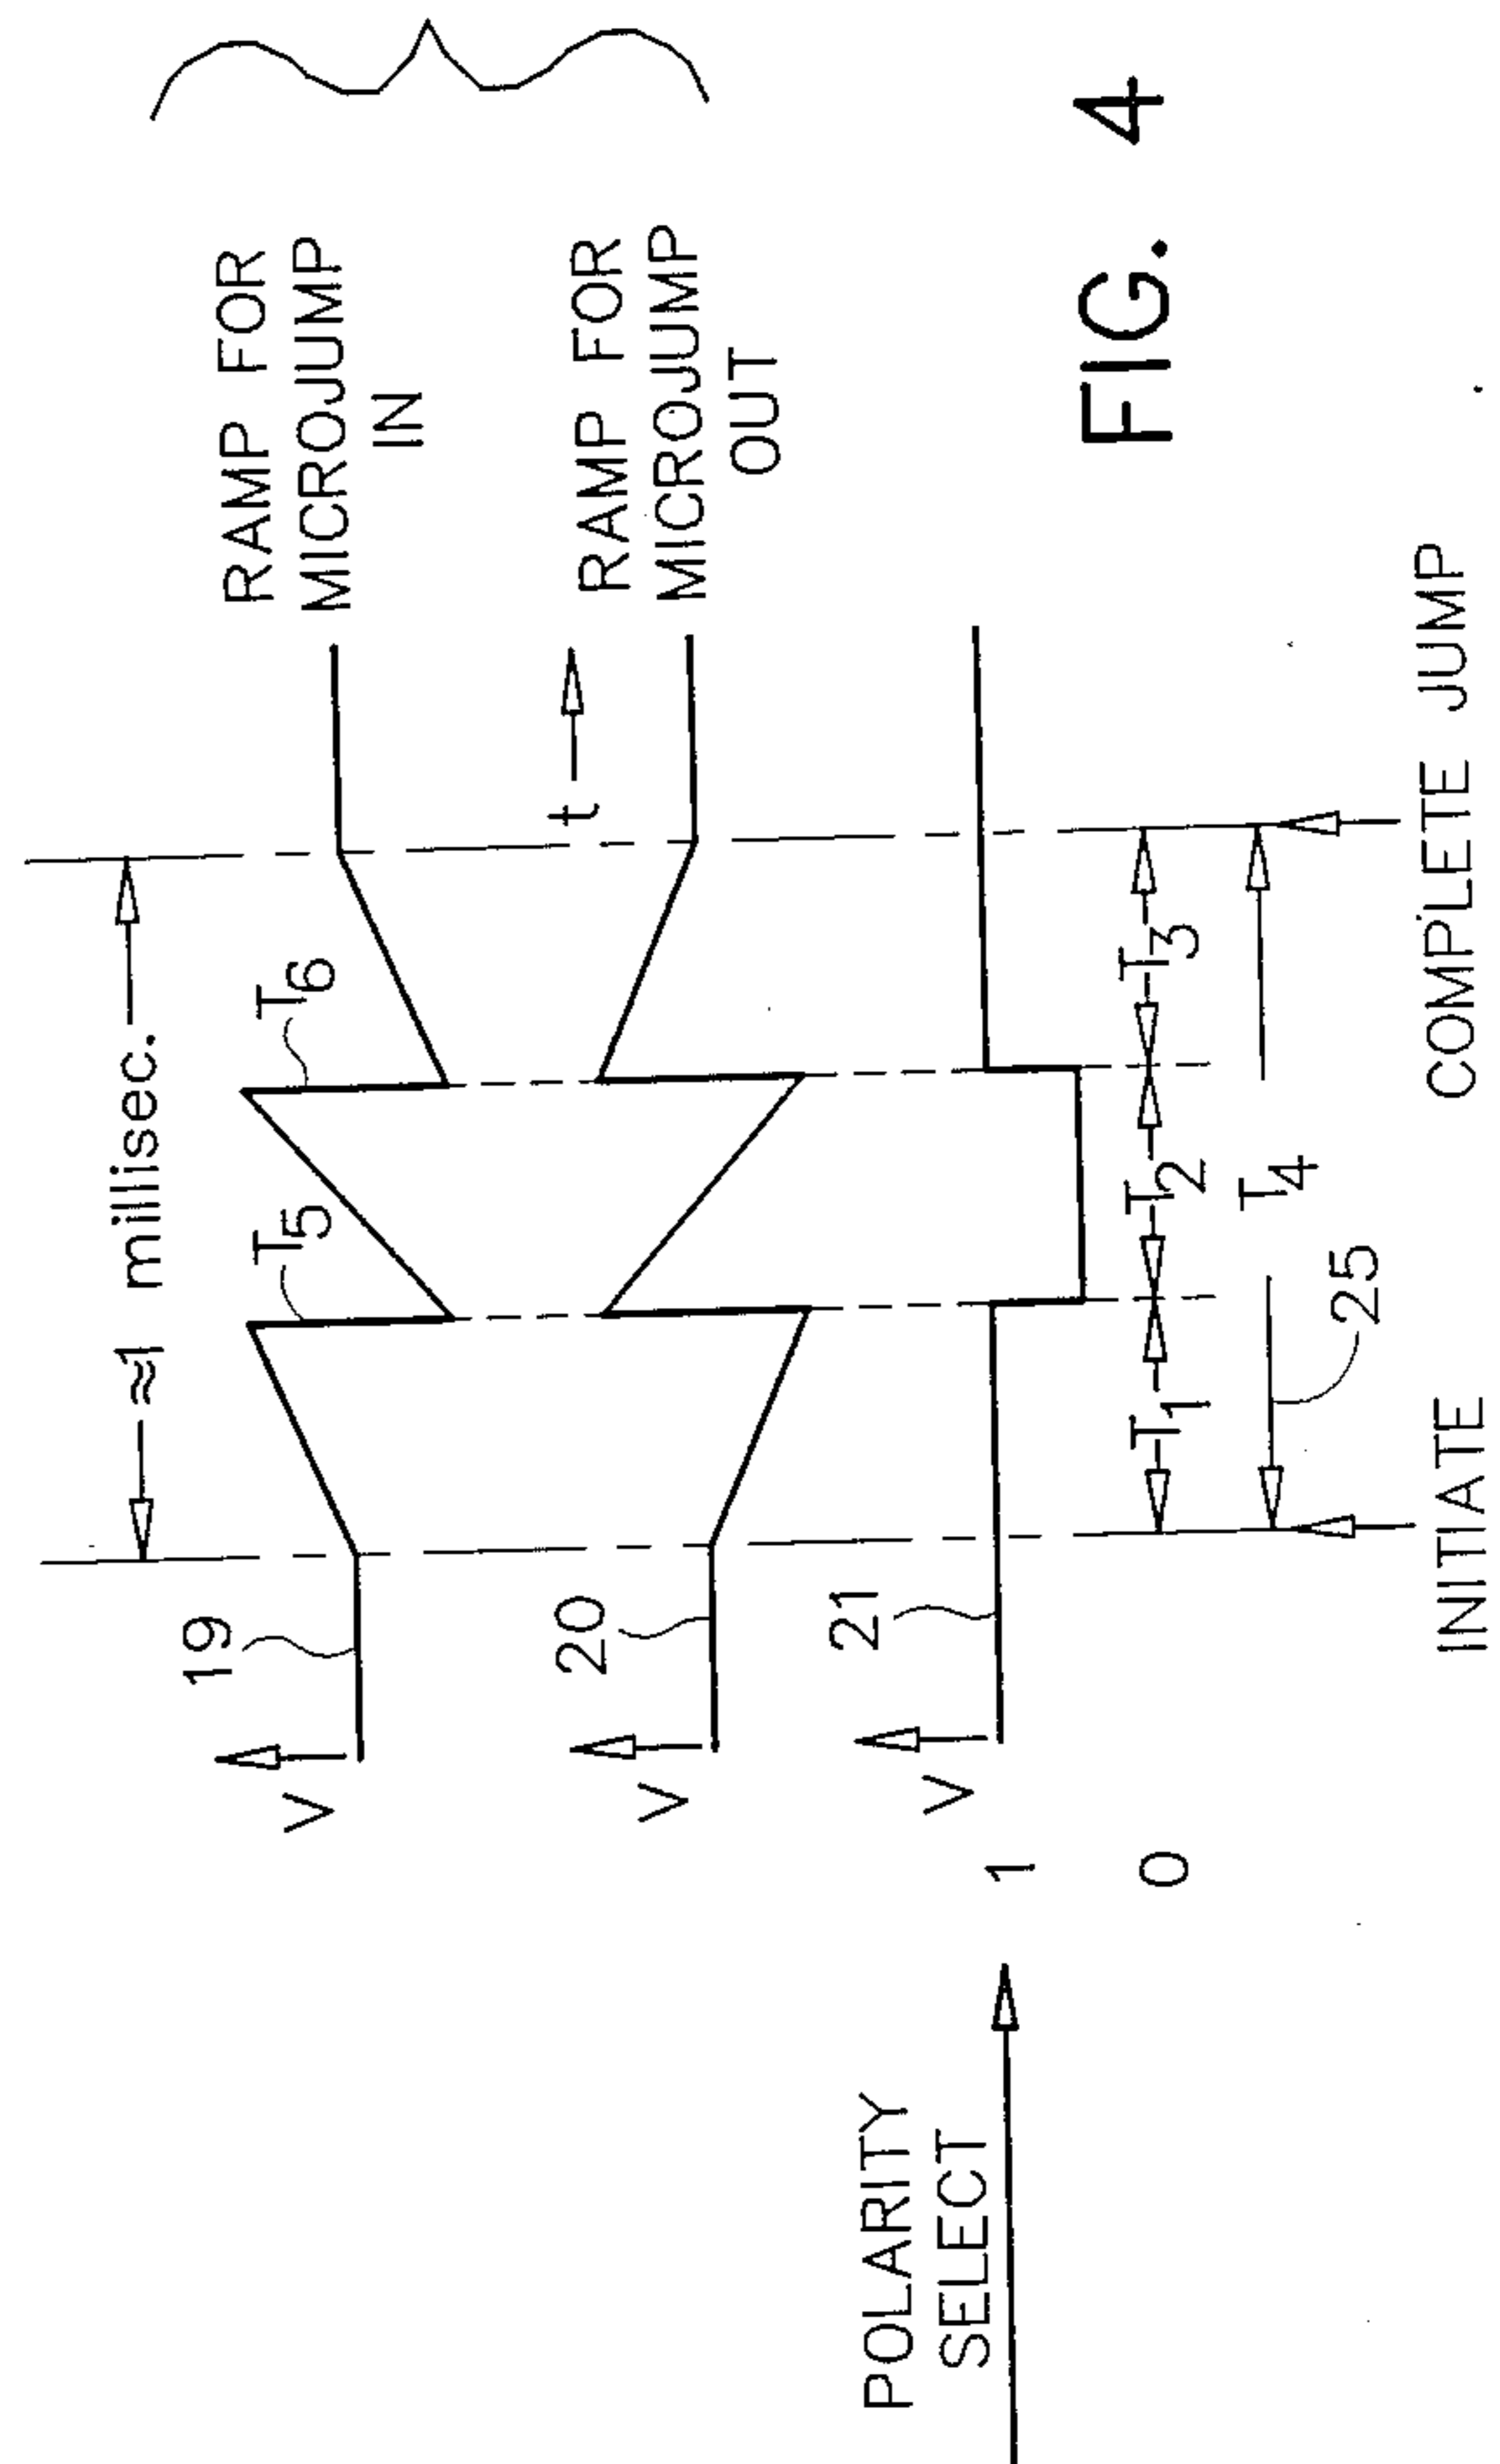 ≈1 millisec.
19
T5
T6
RAMP FOR
MICROJUMP
IN
V
20
t
RAMP FOR
MICROJUMP
OUT
V
POLARITY
SELECT
21
V
1
0
T1
T2
T3
T4
25
INITIATE
COMPLETE JUMP
FIG. 4